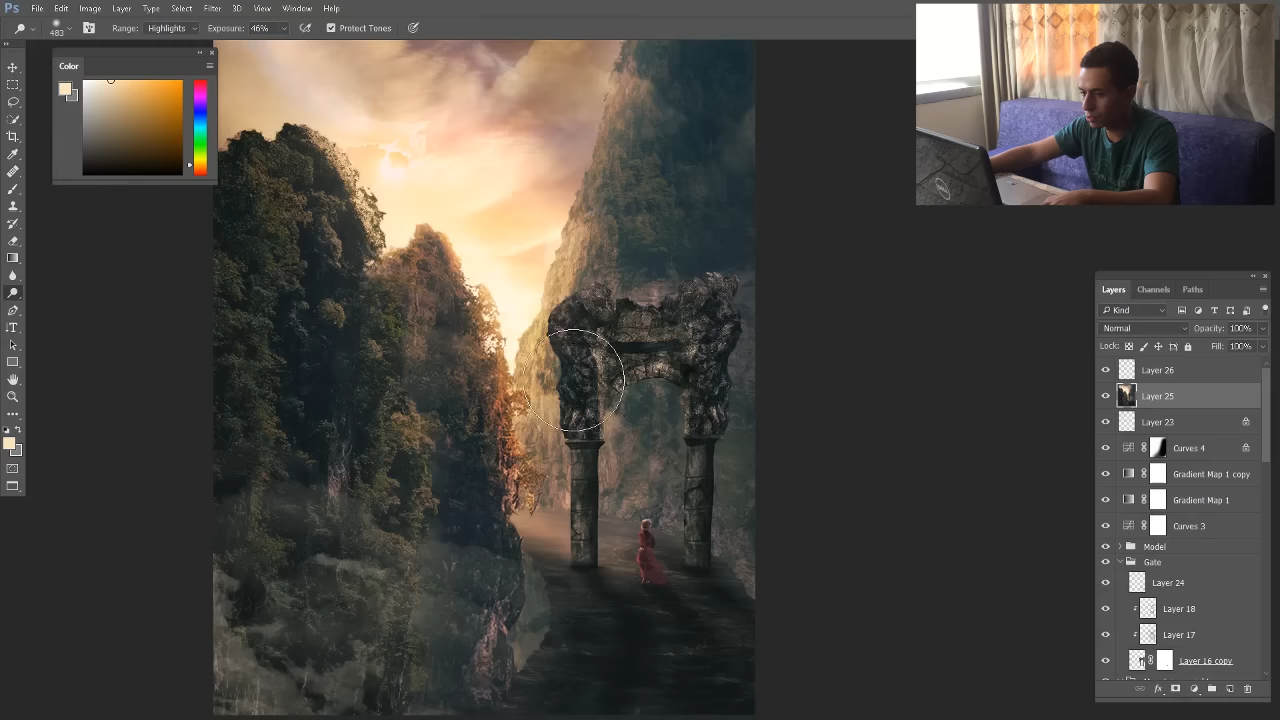 Ps File Edit Image Layer Type Select Filter 3D View Window Help
483 Range: Highlights Exposure: 46% Protect Tones
Color
Layers Channels Paths
Kind
Normal Opacity: 100%
Lock: Fill: 100%
Layer 26
Layer 25
Layer 23
Curves 4
Gradient Map 1 copy
Gradient Map 1
Curves 3
Model
Gate
Layer 24
Layer 18
Layer 17
Layer 16 copy
fx